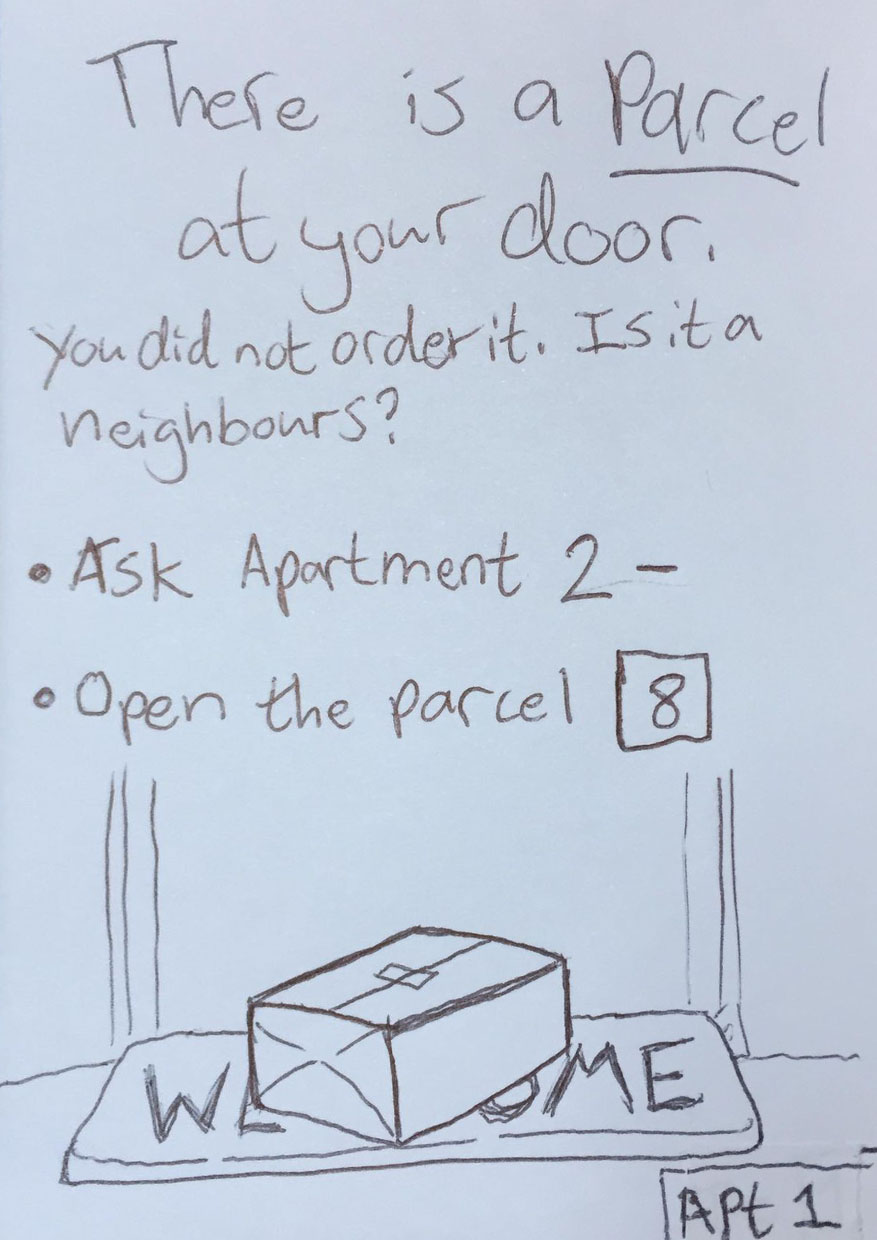 There is a Parcel
at your door.
You did not order it. Is it a
neighbours?
• Ask Apartment 2 –
• Open the parcel 8
WE OME
Apt 1